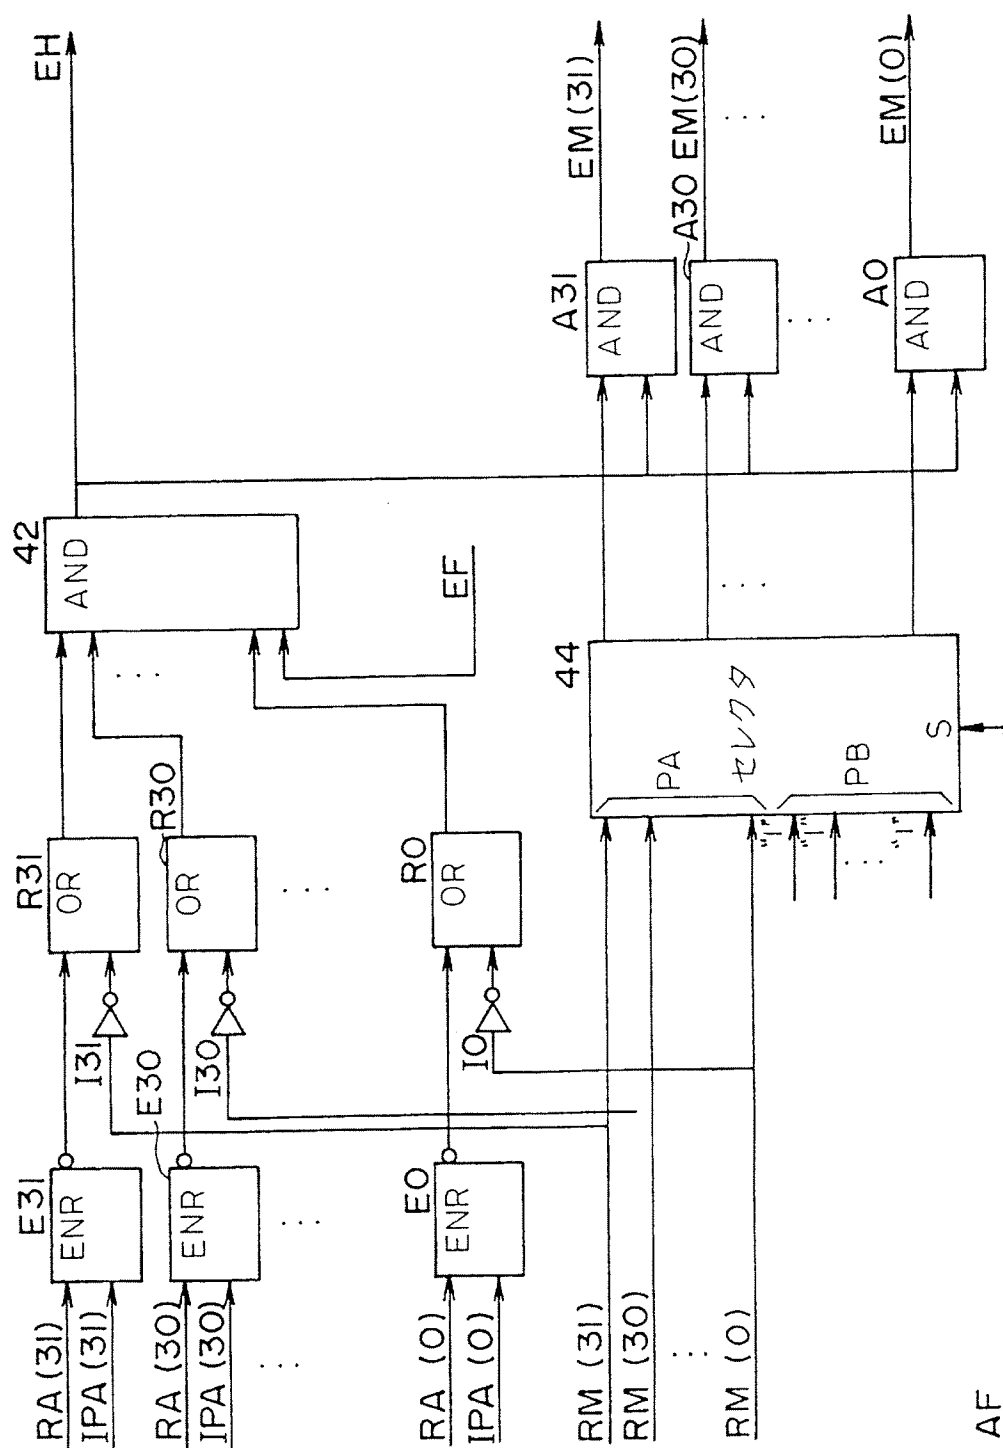 RA (31)
IPA (31)
RA (30)
IPA (30)
...
RA (0)
IPA (0)
RM (31)
RM (30)
...
RM (0)
AF
E31
ENR
E30
ENR
...
E0
ENR
I31
I30
I0
R31
OR
R30
OR
...
R0
OR
42
AND
...
EF
EH
44
PA
セレクタ
PB
S
"1"
"1"
...
"1"
...
A31
AND
EM (31)
A30
AND
EM (30)
...
...
A0
AND
EM (0)